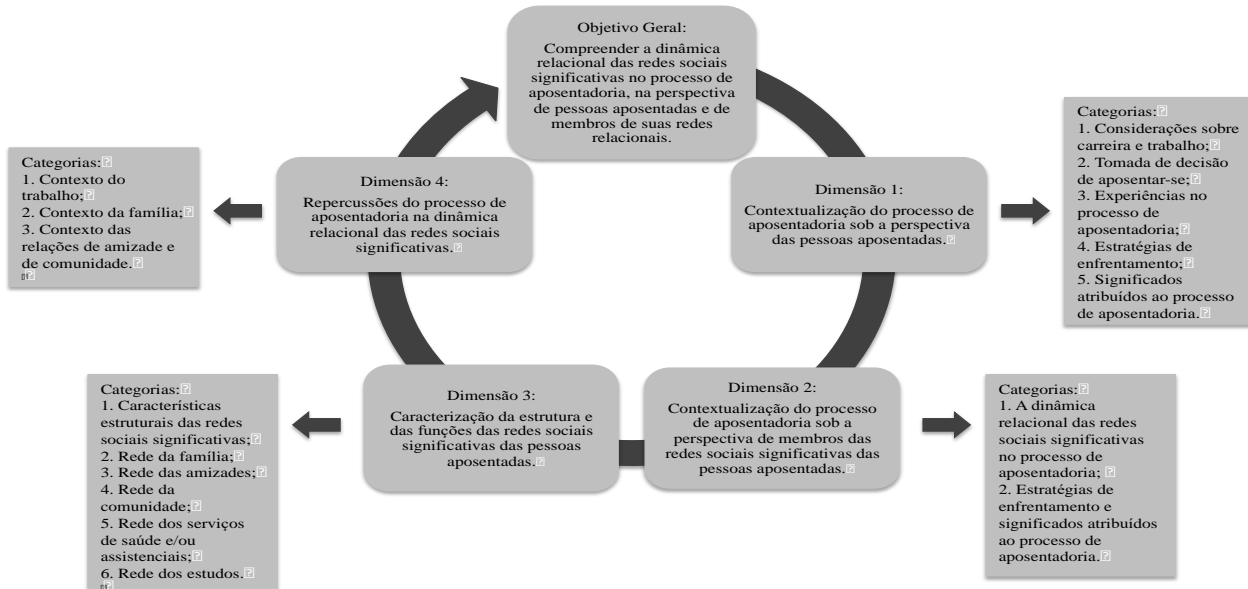 Objetivo Geral:
Compreender a dinâmica
relacional das redes sociais
significativas no processo de
aposentadoria, na perspectiva
de pessoas aposentadas e de
membros de suas redes
relacionais.
Dimensão 1:
Contextualização do processo de
aposentadoria sob a perspectiva
das pessoas aposentadas.
Categorias:
1. Considerações sobre
carreira e trabalho;
2. Tomada de decisão
de aposentar-se;
3. Experiências no
processo de
aposentadoria;
4. Estratégias de
enfrentamento;
5. Significados
atribuídos ao processo
de aposentadoria.
Dimensão 2:
Contextualização do processo
de aposentadoria sob a
perspectiva de membros das
redes sociais significativas das
pessoas aposentadas.
Categorias:
1. A dinâmica
relacional das redes
sociais significativas
no processo de
aposentadoria;
2. Estratégias de
enfrentamento e
significados atribuídos
ao processo de
aposentadoria.
Dimensão 3:
Caracterização da estrutura e
das funções das redes sociais
significativas das pessoas
aposentadas.
Categorias:
1. Características
estruturais das redes
sociais significativas;
2. Rede da família;
3. Rede das amizades;
4. Rede da
comunidade;
5. Rede dos serviços
de saúde e/ou
assistenciais;
6. Rede dos estudos.
Dimensão 4:
Repercussões do processo de
aposentadoria na dinâmica
relacional das redes sociais
significativas.
Categorias:
1. Contexto do
trabalho;
2. Contexto da família;
3. Contexto das
relações de amizade e
de comunidade.